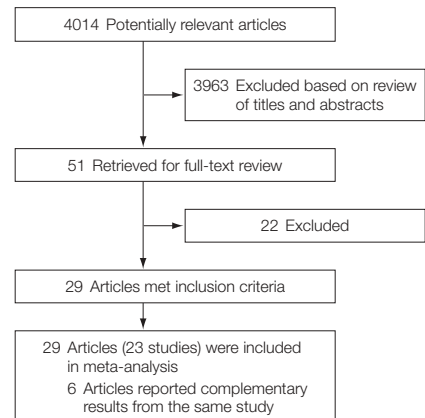 4014 Potentially relevant articles
3963 Excluded based on review
of titles and abstracts
51 Retrieved for full-text review
22 Excluded
29 Articles met inclusion criteria
29 Articles (23 studies) were included
in meta-analysis
6 Articles reported complementary
results from the same study